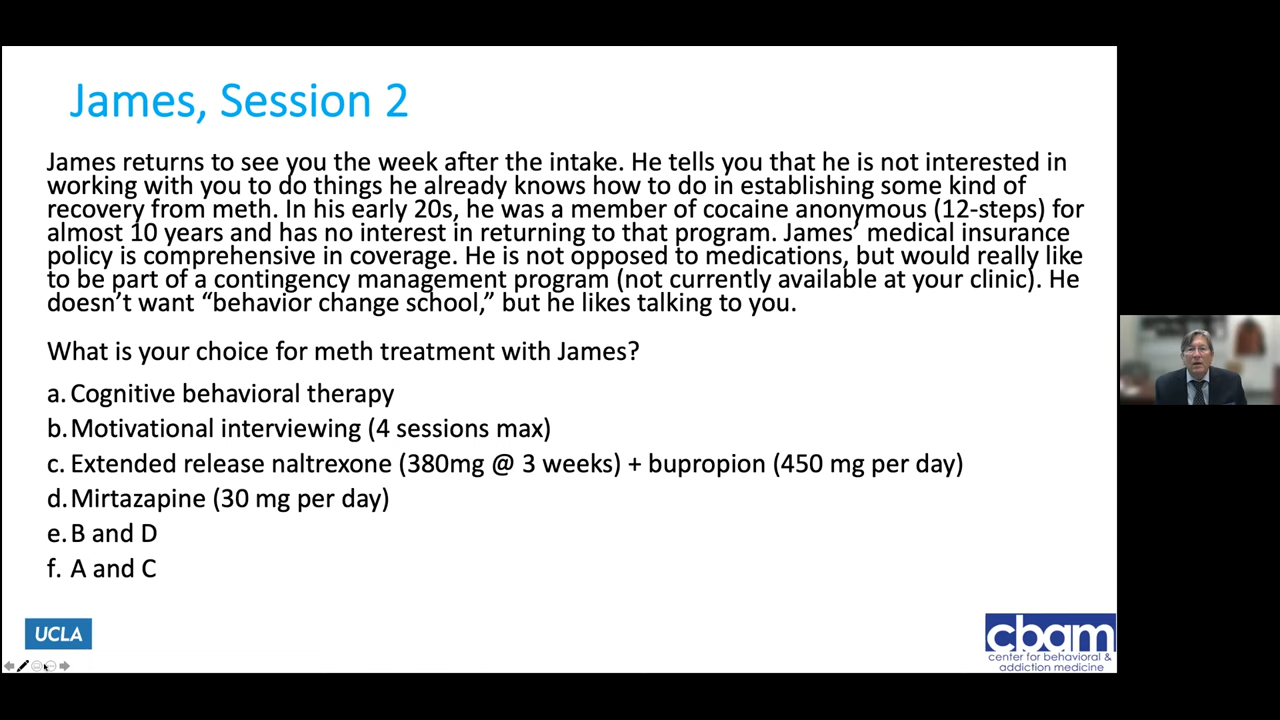 James, Session 2
James returns to see you the week after the intake. He tells you that he is not interested in
working with you to do things he already knows how to do in establishing some kind of
recovery from meth. In his early 20s, he was a member of cocaine anonymous (12-steps) for
almost 10 years and has no interest in returning to that program. James’ medical insurance
policy is comprehensive in coverage. He is not opposed to medications, but would really like
to be part of a contingency management program (not currently available at your clinic). He
doesn’t want “behavior change school,” but he likes talking to you.
What is your choice for meth treatment with James?
a. Cognitive behavioral therapy
b. Motivational interviewing (4 sessions max)
c. Extended release naltrexone (380mg @ 3 weeks) + bupropion (450 mg per day)
d. Mirtazapine (30 mg per day)
e. B and D
f. A and C
UCLA
cbam
center for behavioral &
addiction medicine